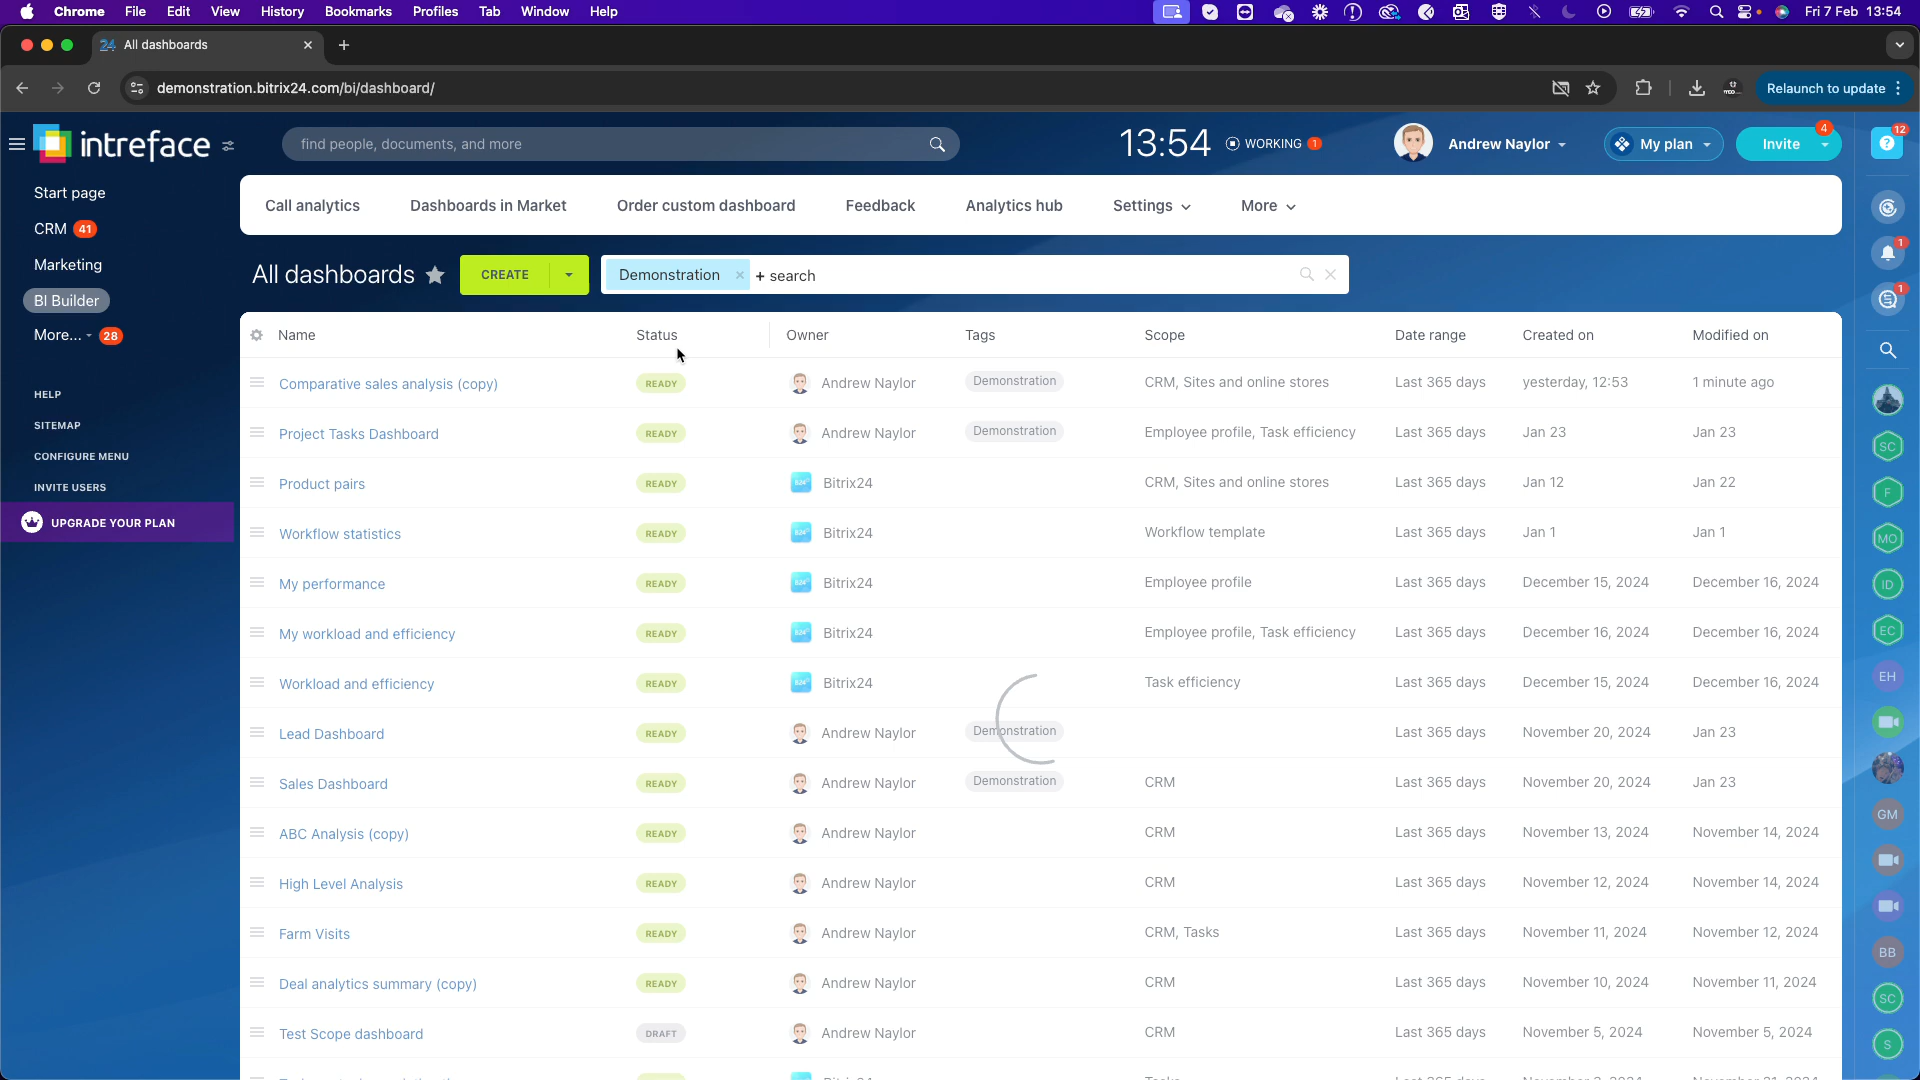 Chrome File Edit View History Bookmarks Profiles Tab Window Help Fri 7 Feb 13:54
24 All dashboards
demonstration.bitrix24.com/bi/dashboard/ Relaunch to update
intreface find people, documents, and more 13:54 WORKING 1 Andrew Naylor My plan Invite 4 12
Start page
CRM 41
Marketing
BI Builder
More... 28
HELP
SITEMAP
CONFIGURE MENU
INVITE USERS
UPGRADE YOUR PLAN
Call analytics Dashboards in Market Order custom dashboard Feedback Analytics hub Settings More
All dashboards CREATE Demonstration + search
Name Status Owner Tags Scope Date range Created on Modified on
Comparative sales analysis (copy) READY Andrew Naylor Demonstration CRM, Sites and online stores Last 365 days yesterday, 12:53 1 minute ago
Project Tasks Dashboard READY Andrew Naylor Demonstration Employee profile, Task efficiency Last 365 days Jan 23 Jan 23
Product pairs READY Bitrix24 CRM, Sites and online stores Last 365 days Jan 12 Jan 22
Workflow statistics READY Bitrix24 Workflow template Last 365 days Jan 1 Jan 1
My performance READY Bitrix24 Employee profile Last 365 days December 15, 2024 December 16, 2024
My workload and efficiency READY Bitrix24 Employee profile, Task efficiency Last 365 days December 16, 2024 December 16, 2024
Workload and efficiency READY Bitrix24 Task efficiency Last 365 days December 15, 2024 December 16, 2024
Lead Dashboard READY Andrew Naylor Demonstration Last 365 days November 20, 2024 Jan 23
Sales Dashboard READY Andrew Naylor Demonstration CRM Last 365 days November 20, 2024 Jan 23
ABC Analysis (copy) READY Andrew Naylor CRM Last 365 days November 13, 2024 November 14, 2024
High Level Analysis READY Andrew Naylor CRM Last 365 days November 12, 2024 November 14, 2024
Farm Visits READY Andrew Naylor CRM, Tasks Last 365 days November 11, 2024 November 12, 2024
Deal analytics summary (copy) READY Andrew Naylor CRM Last 365 days November 10, 2024 November 11, 2024
Test Scope dashboard DRAFT Andrew Naylor CRM Last 365 days November 5, 2024 November 5, 2024
1
1
SC
F
MO
ID
EC
EH
GM
BB
SC
S